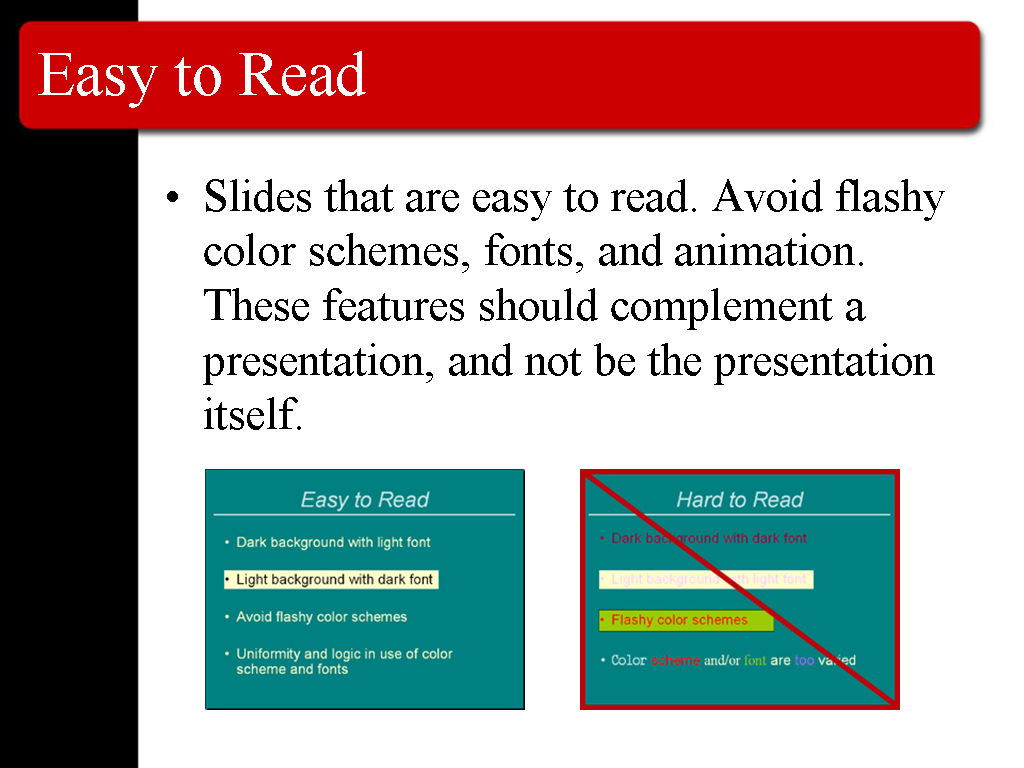 Easy to Read
• Slides that are easy to read. Avoid flashy
color schemes, fonts, and animation.
These features should complement a
presentation, and not be the presentation
itself.
Easy to Read
• Dark background with light font
• Light background with dark font
• Avoid flashy color schemes
• Uniformity and logic in use of color
scheme and fonts
Hard to Read
• Dark background with dark font
• Light background with light font
• Flashy color schemes
• Color scheme and/or font are too varied